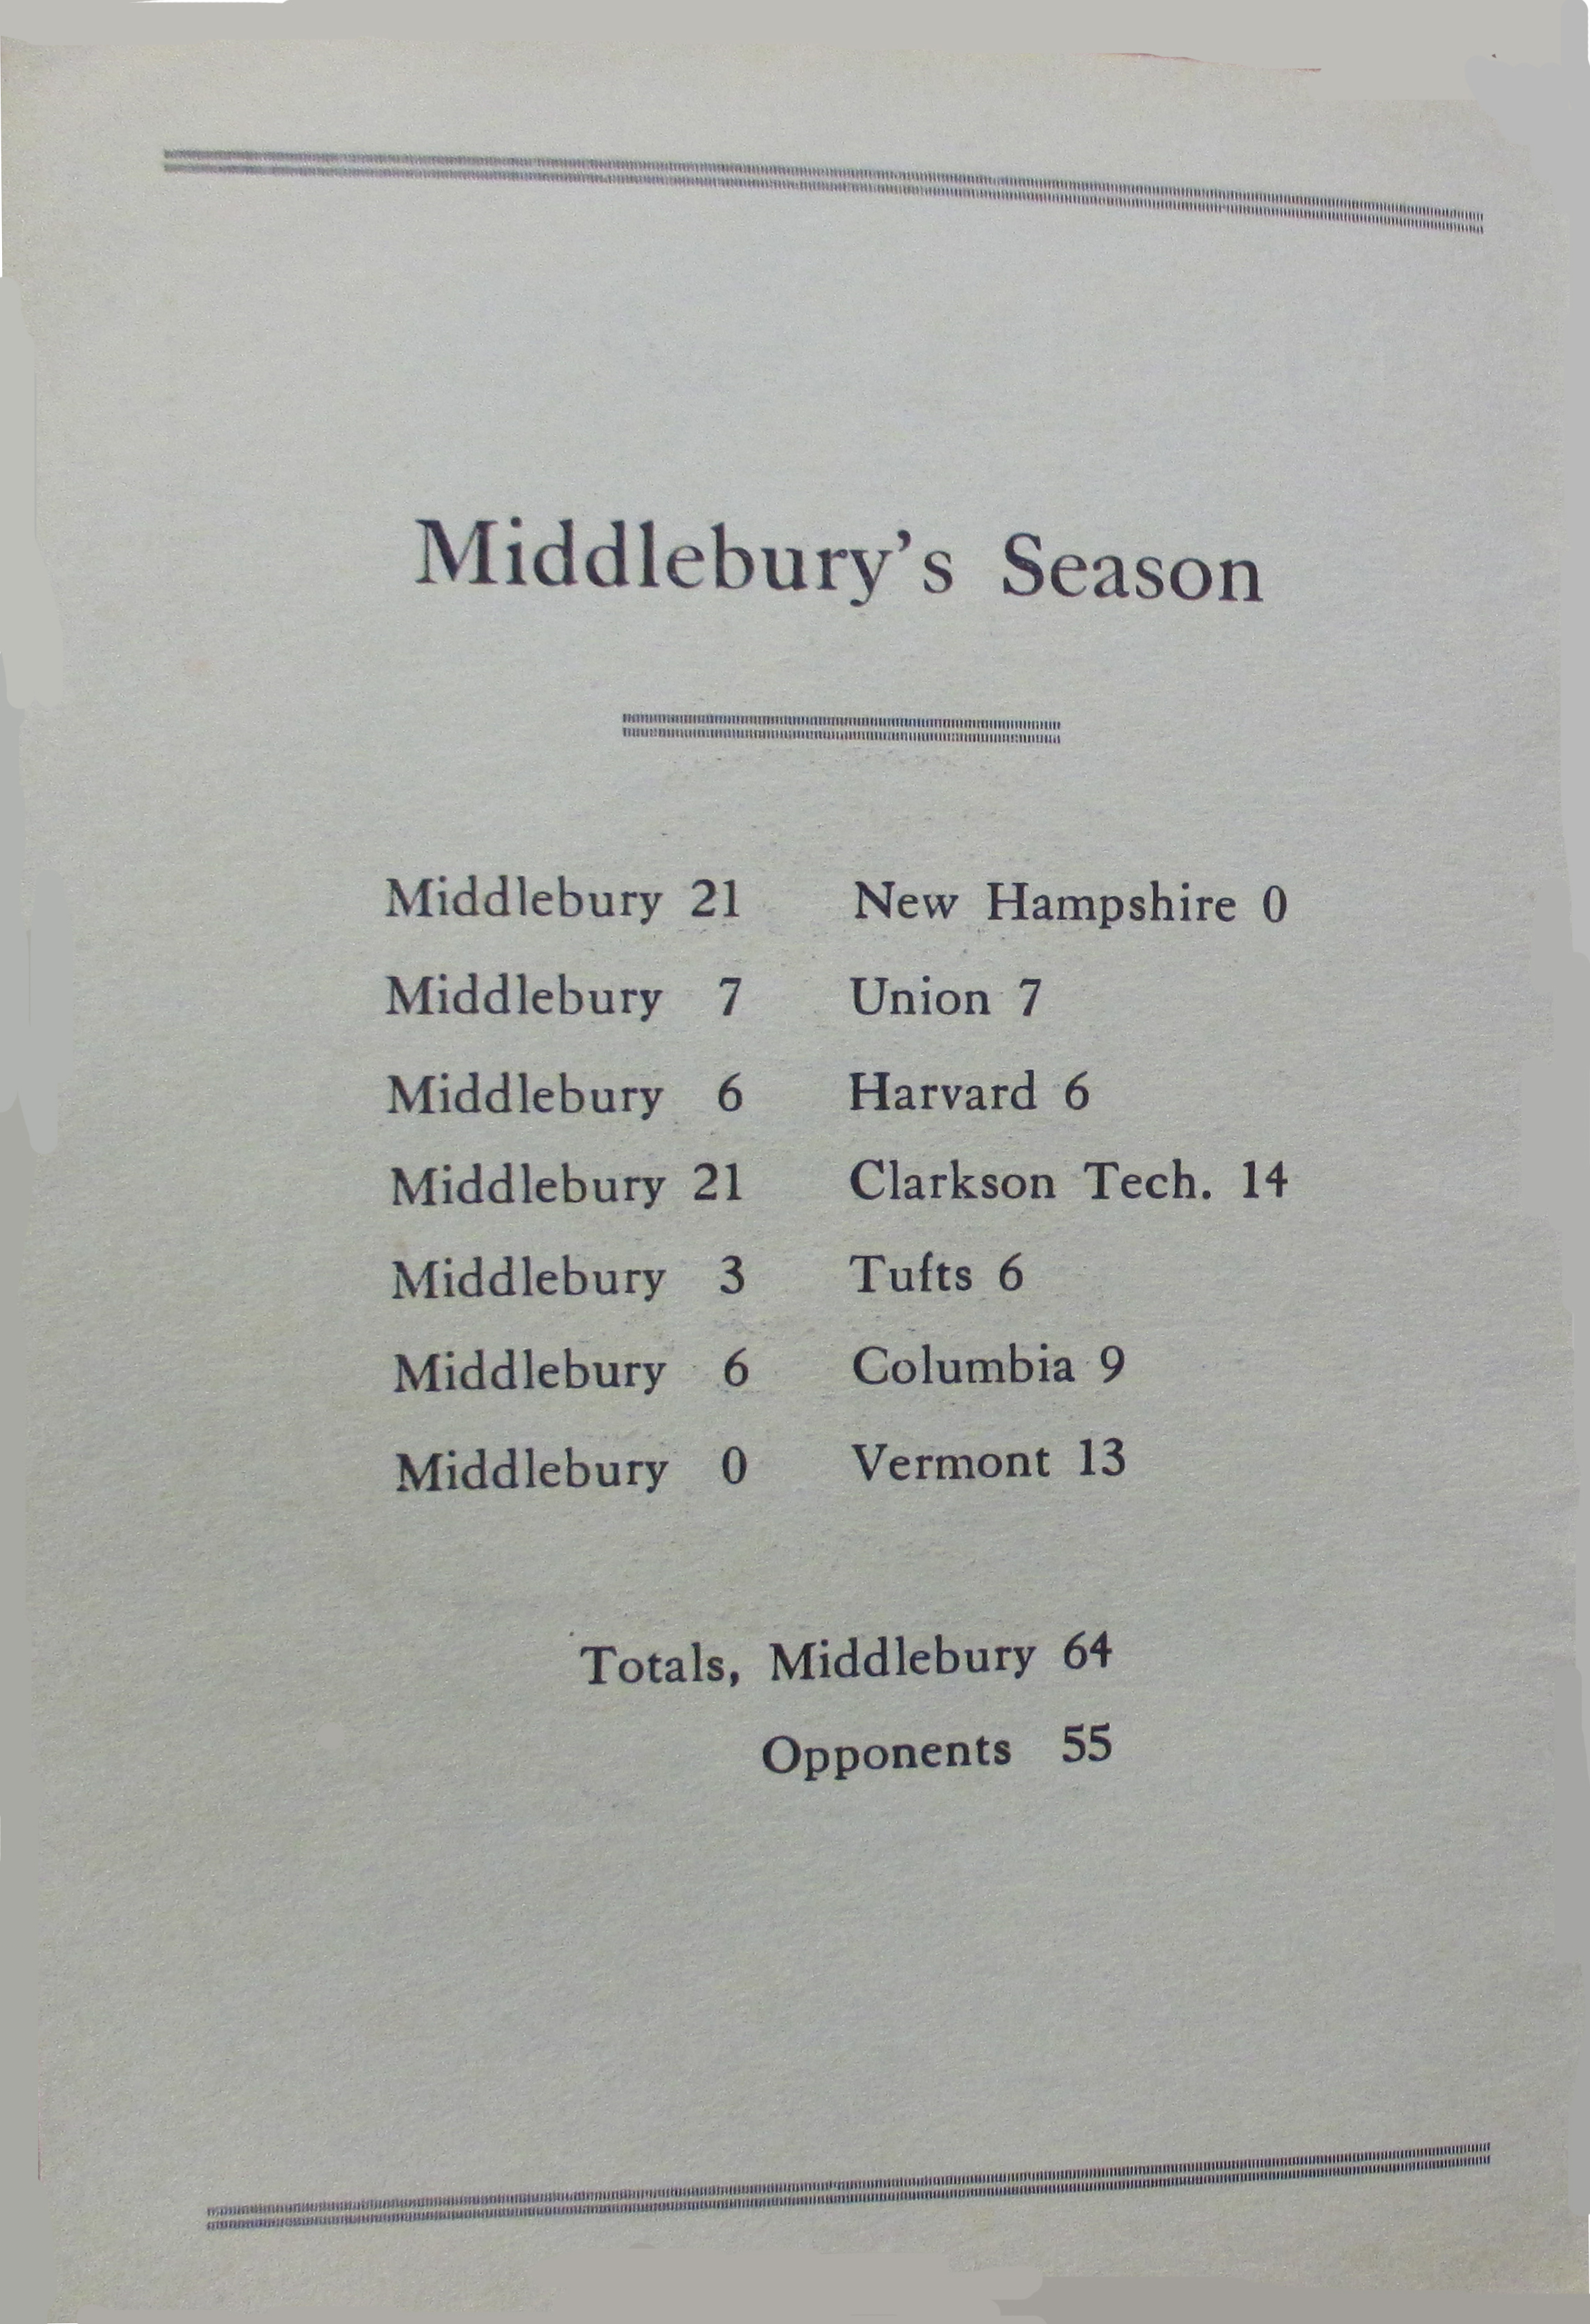 Middlebury's Season
Middlebury 21 New Hampshire 0
Middlebury 7 Union 7
Middlebury 6 Harvard 6
Middlebury 21 Clarkson Tech. 14
Middlebury 3 Tufts 6
Middlebury 6 Columbia 9
Middlebury 0 Vermont 13
Totals, Middlebury 64
Opponents 55